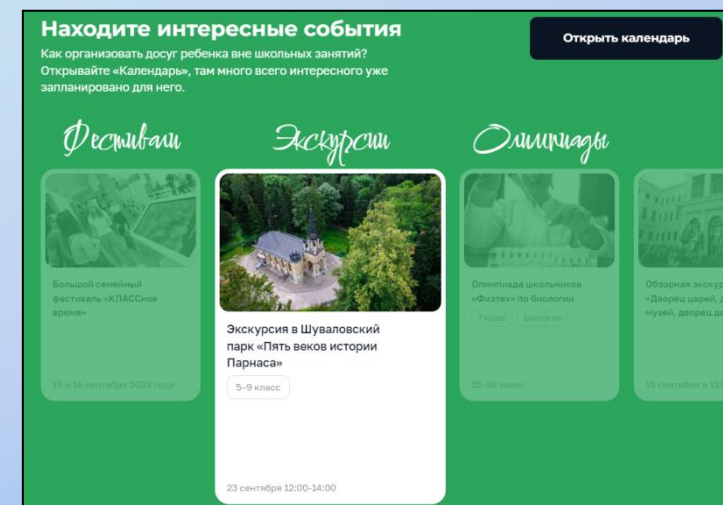 Находите интересные события
Как организовать досуг ребенка вне школьных занятий?
Открывайте «Календарь», там много всего интересного уже
запланировано для него.
Открыть календарь
Фестивали
Экскурсии
Олимпиады
Большой семейный
фестиваль «КЛАССное
время»
15 и 16 сентября 2023 года
Экскурсия в Шуваловский
парк «Пять веков истории
Парнаса»
5-9 класс
23 сентября 12:00-14:00
Олимпиада школьников
«Физтех» по биологии
7 класс Биология
15-28 июня
Обзорная экскур
«Дворец царей, д
музей, дворец де
15 сентября в 11: